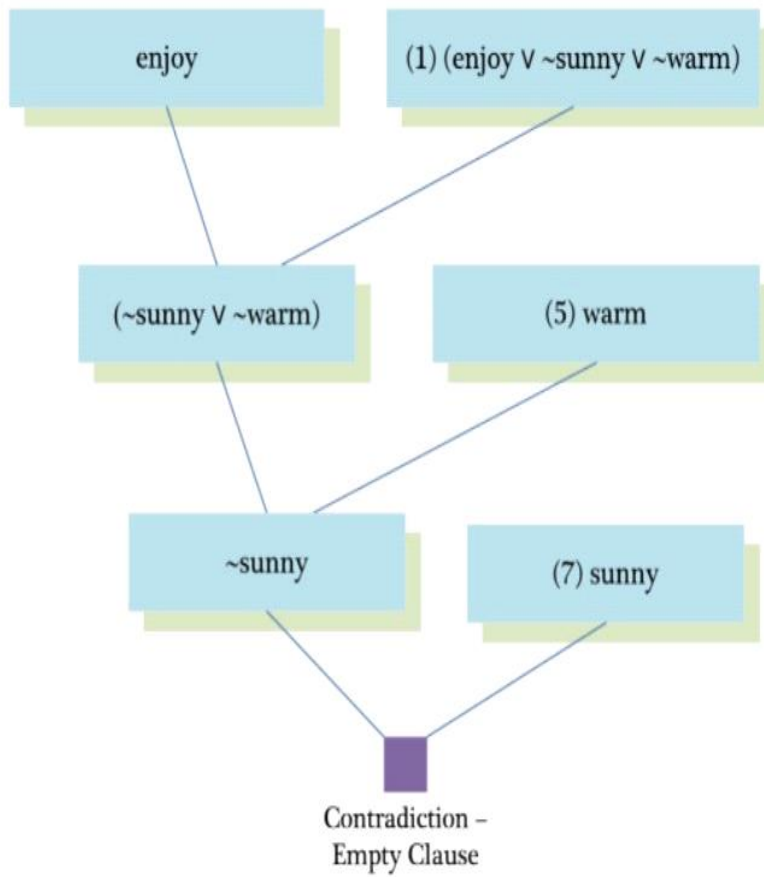 enjoy
(1) (enjoy V ~sunny V ~warm)
(~sunny V ~warm)
(5) warm
~sunny
(7) sunny
Contradiction –
Empty Clause